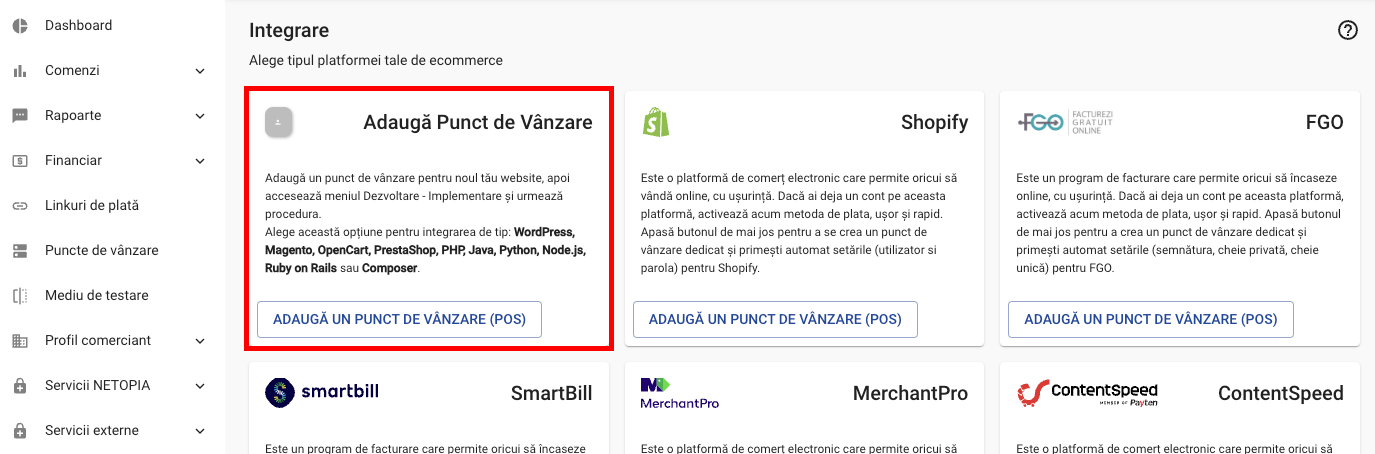 Dashboard
Comenzi
Rapoarte
Financiar
Linkuri de plată
Puncte de vânzare
Mediu de testare
Profil comerciant
Servicii NETOPIA
Servicii externe
Integrare
Alege tipul platformei tale de ecommerce
Adaugă Punct de Vânzare
Adaugă un punct de vânzare pentru noul tău website, apoi
accesează meniul Dezvoltare - Implementare și urmează
procedura.
Alege această opțiune pentru integrarea de tip: WordPress,
Magento, OpenCart, PrestaShop, PHP, Java, Python, Node.js,
Ruby on Rails sau Composer.
ADAUGĂ UN PUNCT DE VÂNZARE (POS)
Shopify
Este o platformă de comerț electronic care permite oricui să
vândă online, cu ușurință. Dacă ai deja un cont pe aceasta
platformă, activează acum metoda de plata, ușor și rapid.
Apasă butonul de mai jos pentru a se crea un punct de
vânzare dedicat și primești automat setările (utilizator si
parola) pentru Shopify.
ADAUGĂ UN PUNCT DE VÂNZARE (POS)
FGO
FACTUREZI
GRATUIT
ONLINE
FGO
Este un program de facturare care permite oricui să încaseze
online, cu ușurință. Dacă ai deja un cont pe aceasta platformă,
activează acum metoda de plata, ușor și rapid. Apasă butonul
de mai jos pentru a crea un punct de vânzare dedicat și
primești automat setările (semnătura, cheie privată, cheie
unică) pentru FGO.
ADAUGĂ UN PUNCT DE VÂNZARE (POS)
smartbill
SmartBill
Este un program de facturare care permite oricui să încaseze
MerchantPro
MerchantPro
Este o platformă de comerț electronic care permite oricui să
ContentSpeed
MEMBER OF Payten
ContentSpeed
Este o platformă de comerț electronic care permite oricui să